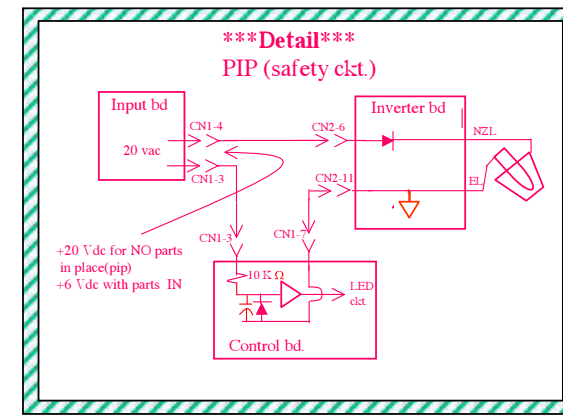 ***Detail***
PIP (safety ckt.)
Input bd
Inverter bd
CN1-4
CN2-6
NZL
20 vac
CN1-3
CN2-11
EL
CN1-3
CN1-7
+20 Vdc for NO parts
in place(pip)
+6 Vdc with parts IN
10 K Ω
LED
ckt.
Control bd.